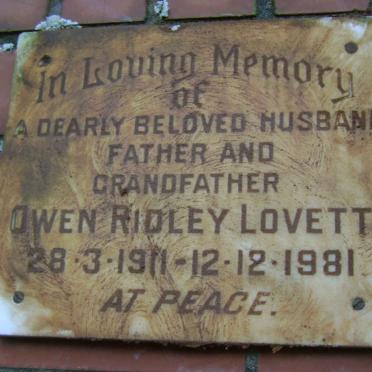 In Loving Memory
of
A DEARLY BELOVED HUSBAND
FATHER AND
GRANDFATHER
OWEN RIDLEY LOVETT
28·3·1911-12·12·1981
AT PEACE.